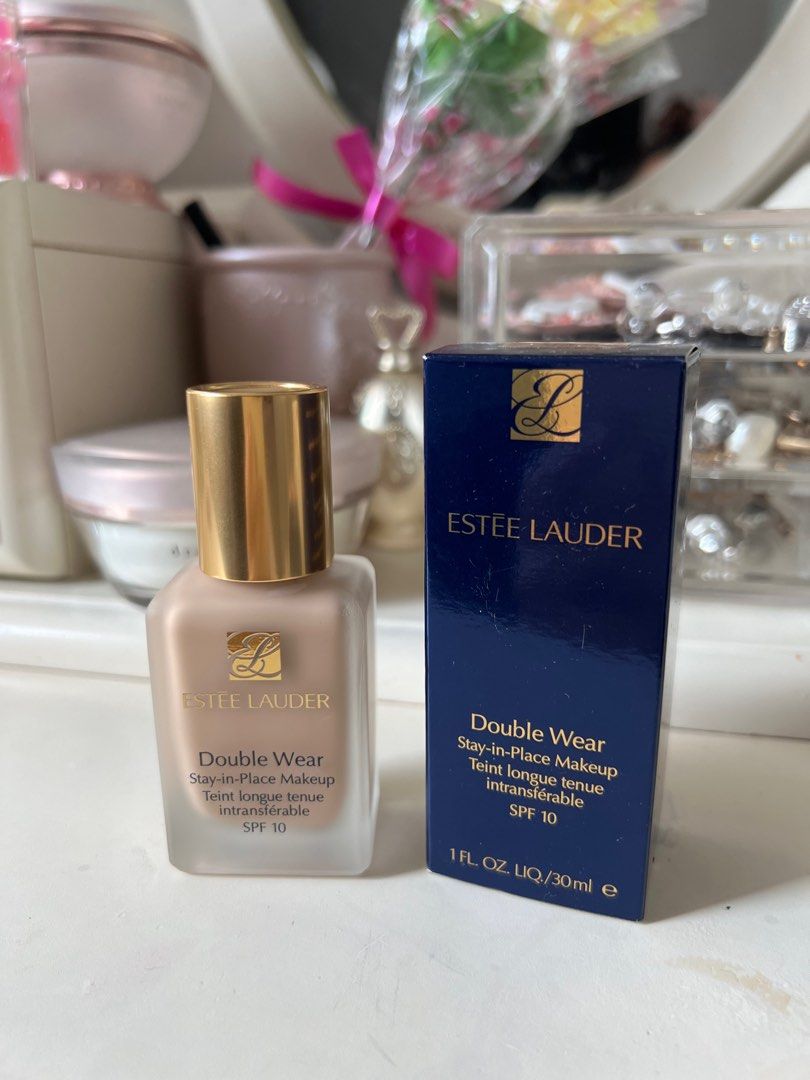 ESTĒE LAUDER
Double Wear
Stay-in-Place Makeup
Teint longue tenue
intransférable
SPF 10
ESTĒE LAUDER
Double Wear
Stay-in-Place Makeup
Teint longue tenue
intransférable
SPF 10
1 FL. OZ. LIQ./30ml e